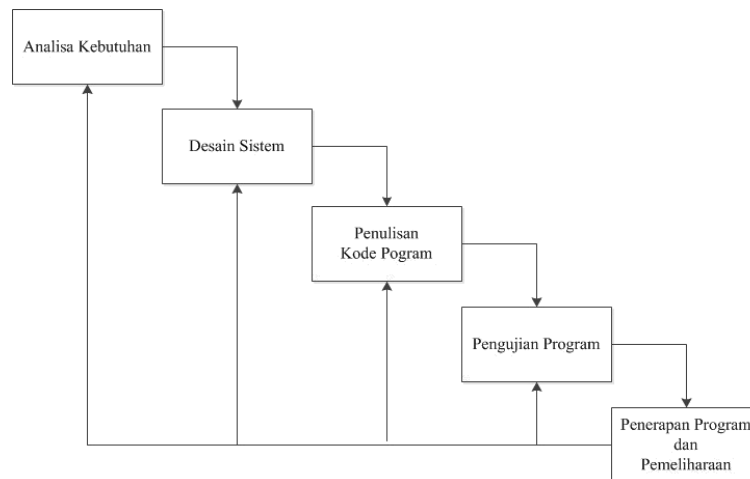 Analisa Kebutuhan
Desain Sistem
Penulisan
Kode Pogram
Pengujian Program
Penerapan Program
dan
Pemeliharaan